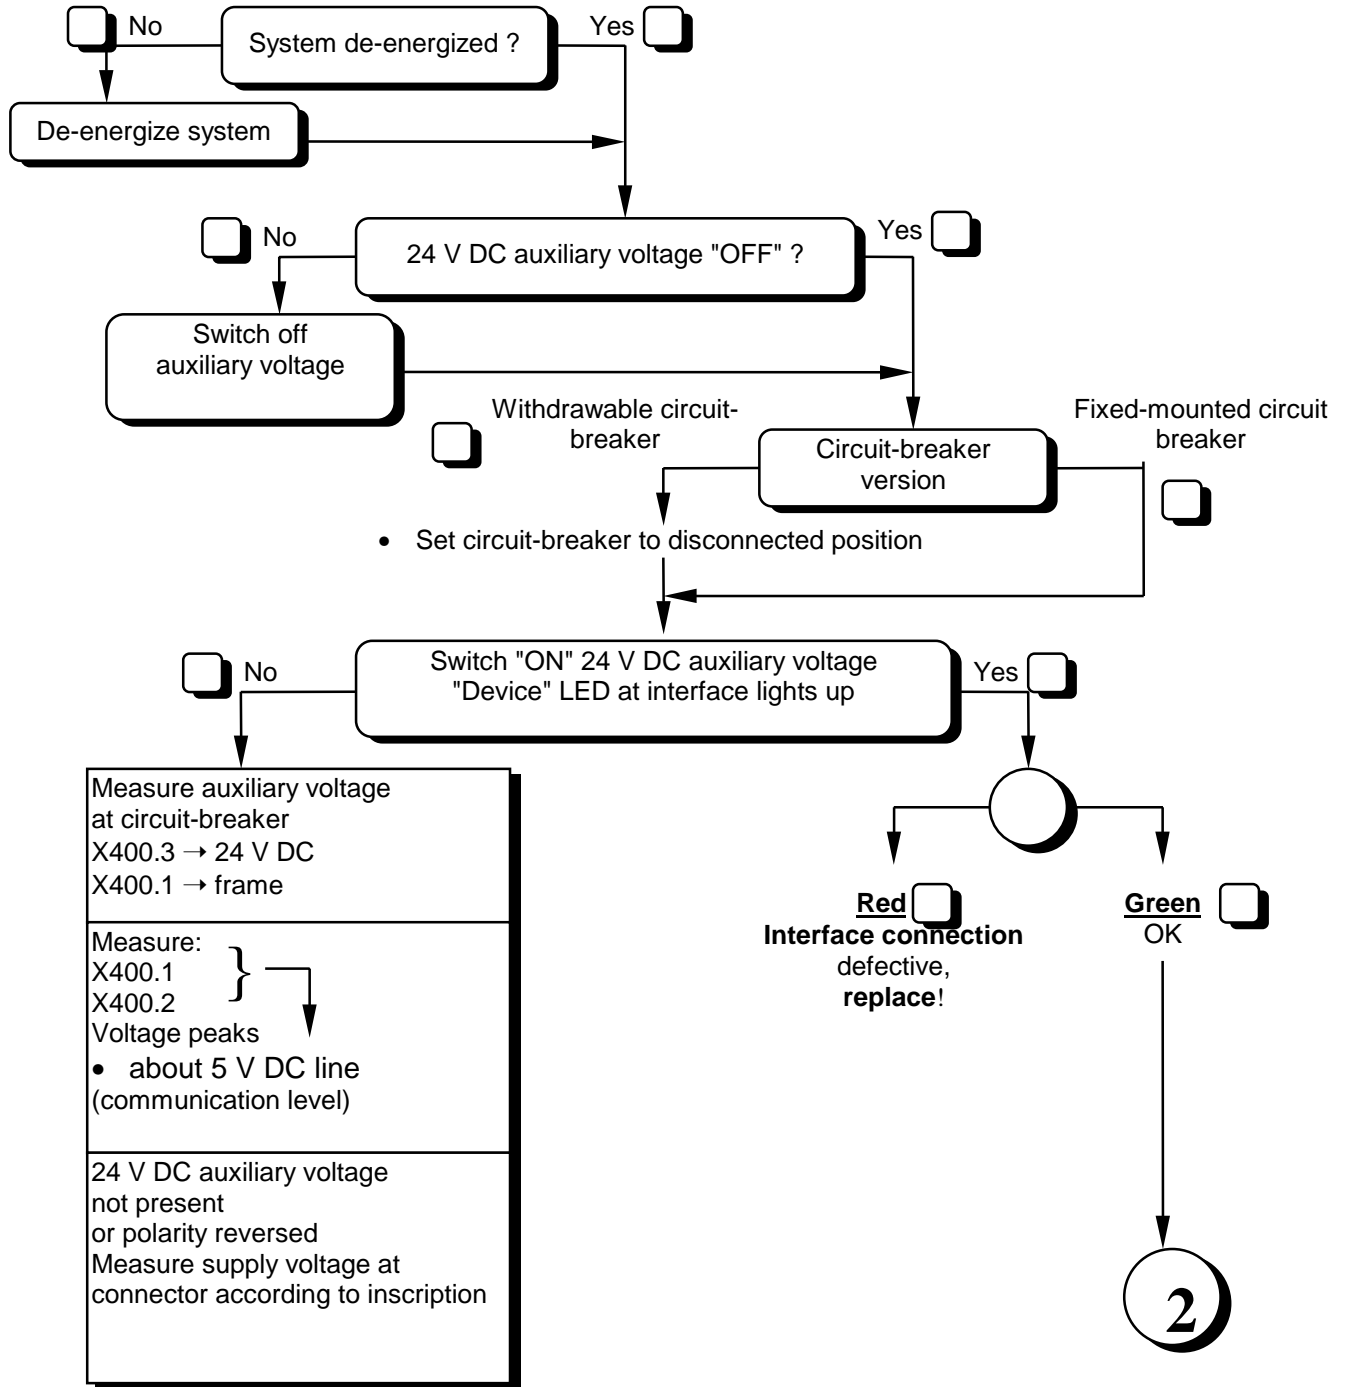 No
System de-energized ?
Yes
De-energize system
No
24 V DC auxiliary voltage "OFF" ?
Yes
Switch off
auxiliary voltage
Withdrawable circuit-
breaker
Circuit-breaker
version
Fixed-mounted circuit
breaker
• Set circuit-breaker to disconnected position
No
Switch "ON" 24 V DC auxiliary voltage
"Device" LED at interface lights up
Yes
Measure auxiliary voltage
at circuit-breaker
X400.3 → 24 V DC
X400.1 → frame
Measure:
X400.1
X400.2
}
Voltage peaks
• about 5 V DC line
(communication level)
24 V DC auxiliary voltage
not present
or polarity reversed
Measure supply voltage at
connector according to inscription
Red
Interface connection
defective,
replace!
Green
OK
2